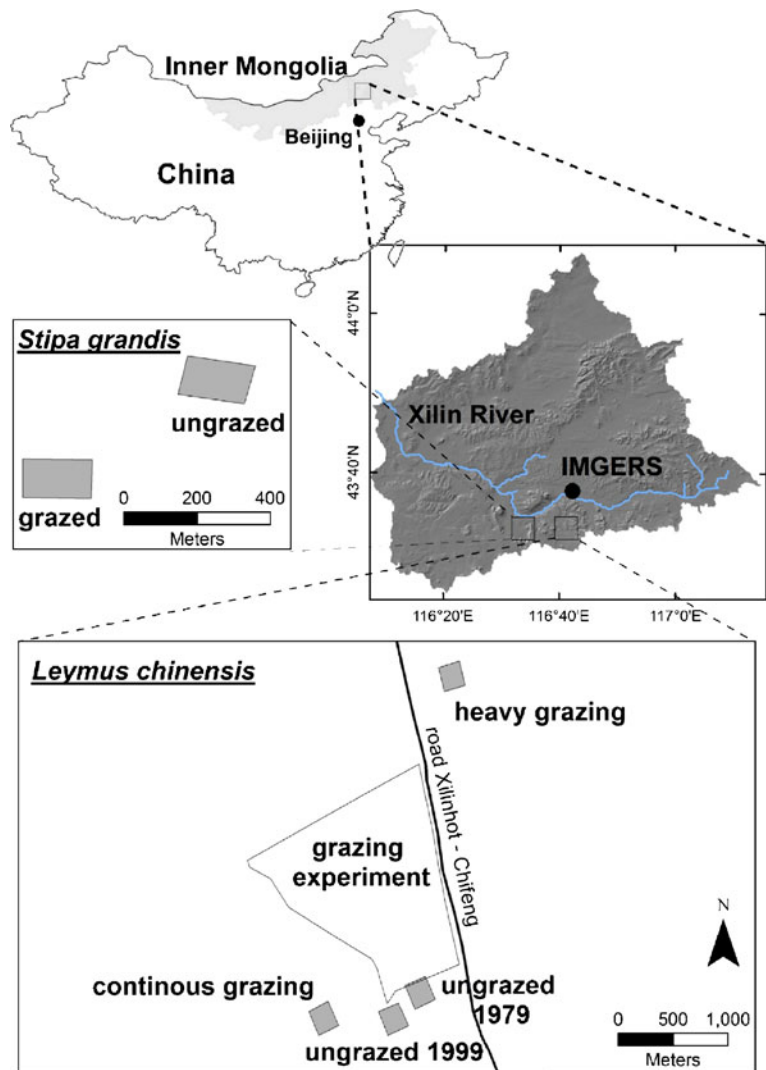 Inner Mongolia
Beijing
China
Stipa grandis
ungrazed
grazed
0 200 400
Meters
44°0'N
43°40'N
Xilin River
IMGERS
116°20'E 116°40'E 117°0'E
Leymus chinensis
heavy grazing
road Xilinhot - Chifeng
grazing
experiment
N
continous grazing
ungrazed
1979
ungrazed 1999
0 500 1,000
Meters